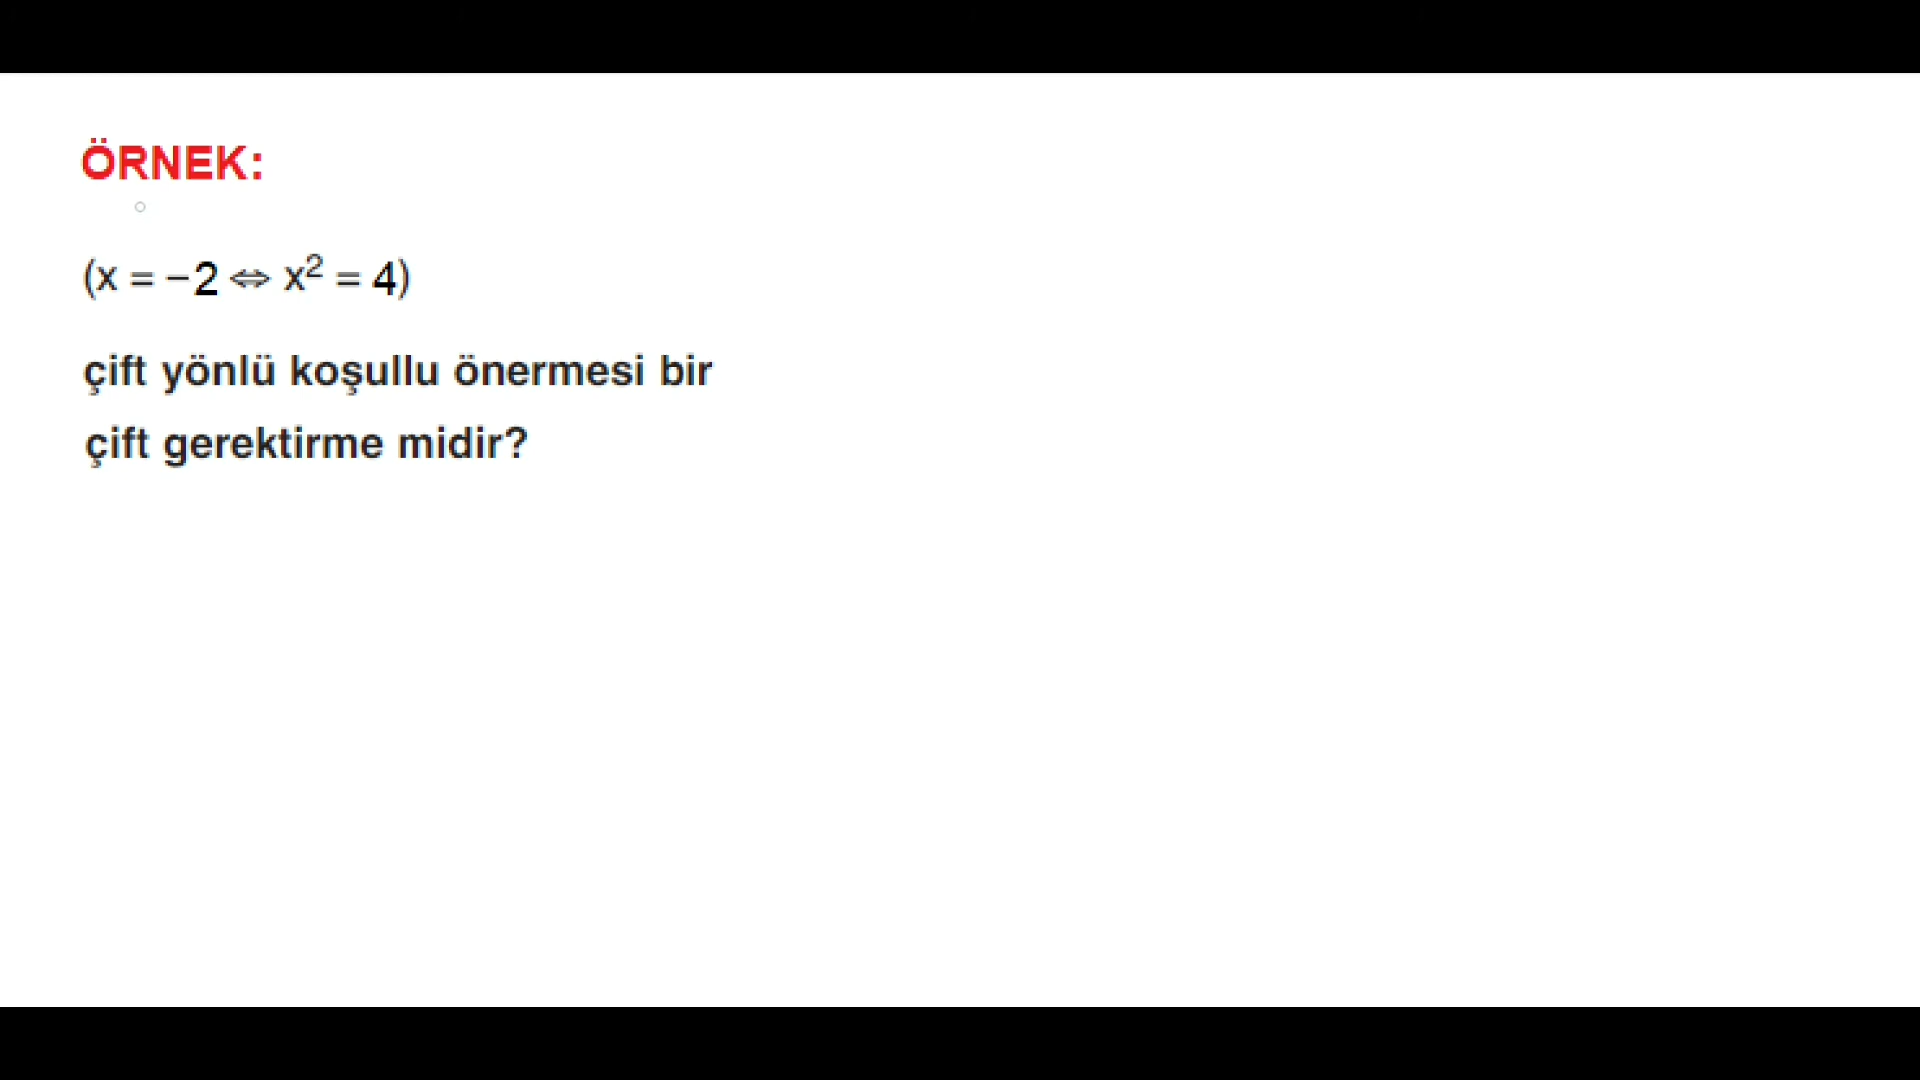 ÖRNEK:
(x = −2 ⇔ x² = 4)
çift yönlü koşullu önermesi bir
çift gerektirme midir?